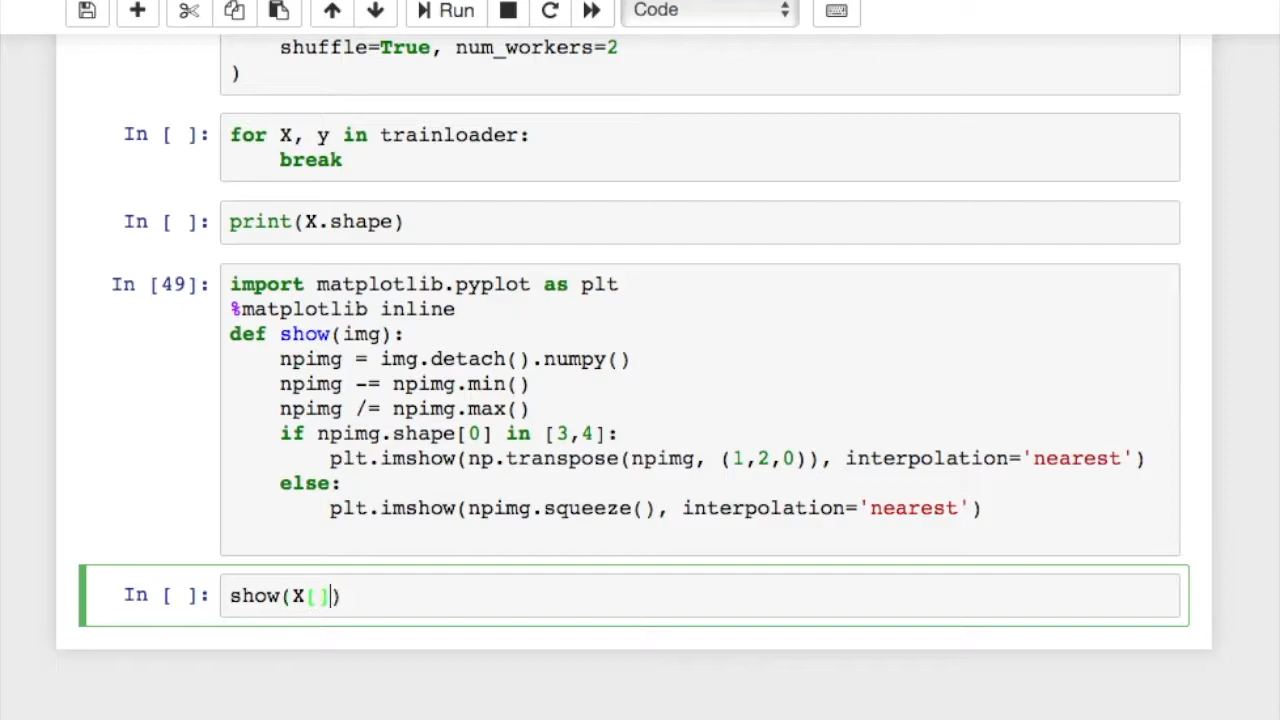 Run
Code
shuffle=True, num_workers=2
)
In [ ]:
for X, y in trainloader:
break
In [ ]:
print(X.shape)
In [49]:
import matplotlib.pyplot as plt
%matplotlib inline
def show(img):
npimg = img.detach().numpy()
npimg -= npimg.min()
npimg /= npimg.max()
if npimg.shape[0] in [3,4]:
plt.imshow(np.transpose(npimg, (1,2,0)), interpolation='nearest')
else:
plt.imshow(npimg.squeeze(), interpolation='nearest')
In [ ]:
show(X[])